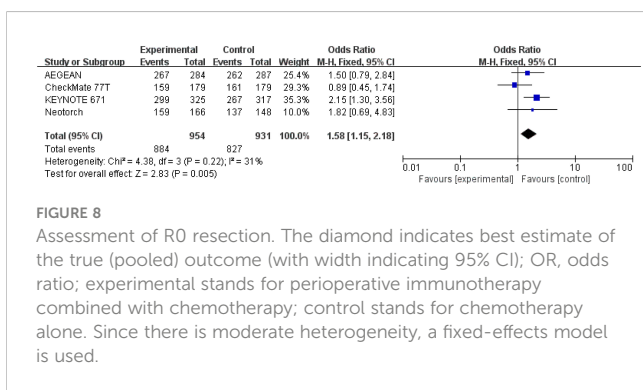 Experimental Control Odds Ratio Odds Ratio
Study or Subgroup Events Total Events Total Weight M-H, Fixed, 95% CI M-H, Fixed, 95% CI
AEGEAN 267 284 262 287 25.4% 1.50 [0.79, 2.84]
CheckMate 77T 159 179 161 179 29.3% 0.89 [0.45, 1.74]
KEYNOTE 671 299 325 267 317 35.3% 2.15 [1.30, 3.56]
Neotorch 159 166 137 148 10.1% 1.82 [0.69, 4.83]
Total (95% CI) 954 931 100.0% 1.58 [1.15, 2.18]
Total events 884 827
Heterogeneity: Chi² = 4.38, df = 3 (P = 0.22); I² = 31%
Test for overall effect: Z = 2.83 (P = 0.005)
0.01 0.1 1 10 100
Favours [experimental] Favours [control]
FIGURE 8
Assessment of R0 resection. The diamond indicates best estimate of
the true (pooled) outcome (with width indicating 95% CI); OR, odds
ratio; experimental stands for perioperative immunotherapy
combined with chemotherapy; control stands for chemotherapy
alone. Since there is moderate heterogeneity, a fixed-effects model
is used.